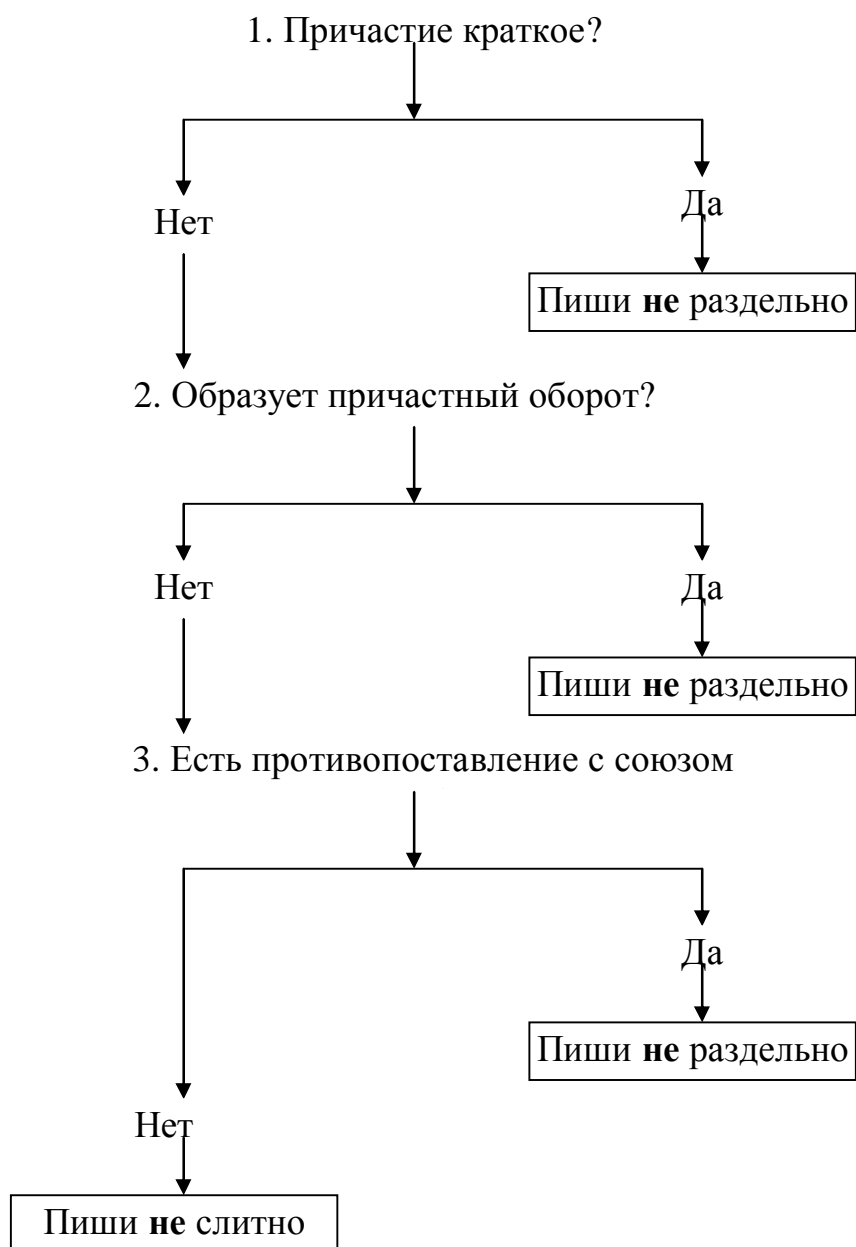 1. Причастие краткое?
Да
Нет
Пиши не раздельно
2. Образует причастный оборот?
Нет
Да
Пиши не раздельно
3. Есть противопоставление с союзом
Да
Пиши не раздельно
Нет
Пиши не слитно